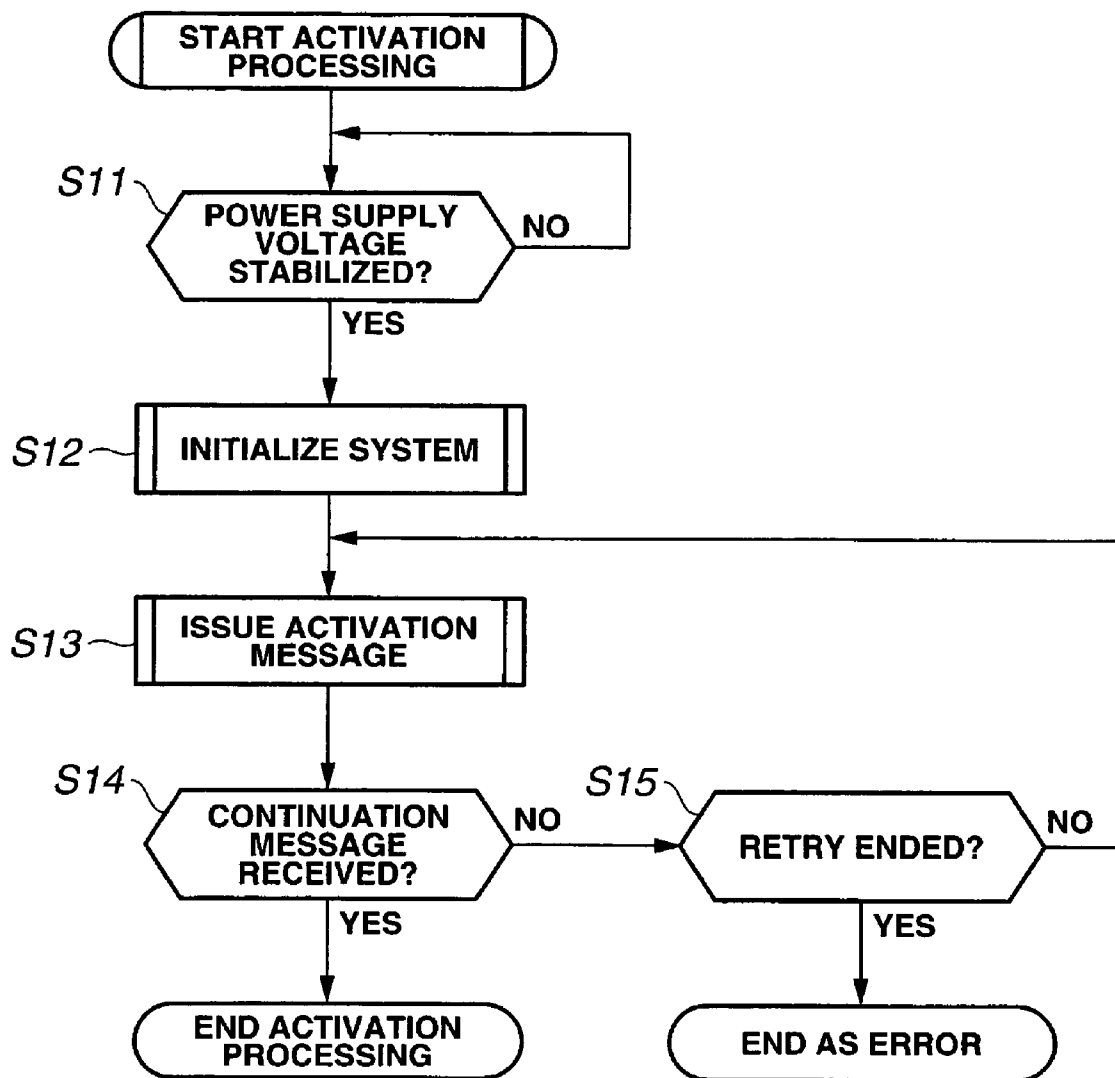 START ACTIVATION
PROCESSING
S11
POWER SUPPLY
VOLTAGE
STABILIZED?
NO
YES
S12
INITIALIZE SYSTEM
S13
ISSUE ACTIVATION
MESSAGE
S14
CONTINUATION
MESSAGE
RECEIVED?
NO
S15
RETRY ENDED?
NO
YES
YES
END ACTIVATION
PROCESSING
END AS ERROR